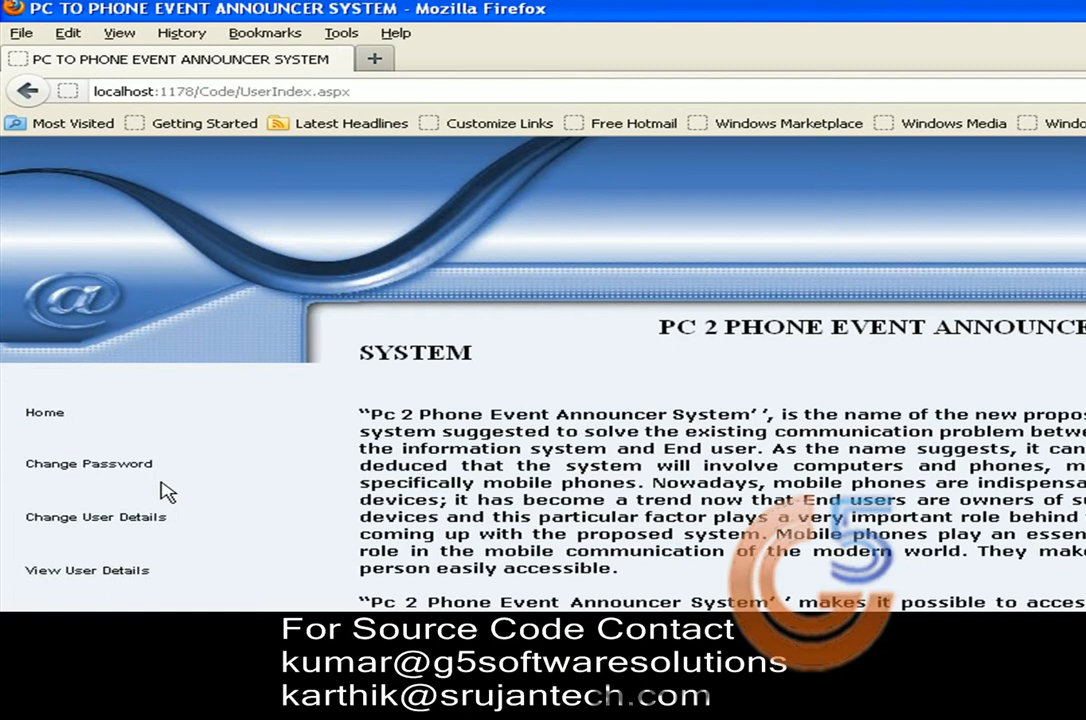 PC TO PHONE EVENT ANNOUNCER SYSTEM - Mozilla Firefox
File Edit View History Bookmarks Tools Help
PC TO PHONE EVENT ANNOUNCER SYSTEM +
localhost:1178/Code/UserIndex.aspx
Most Visited Getting Started Latest Headlines Customize Links Free Hotmail Windows Marketplace Windows Media Windo
@
PC 2 PHONE EVENT ANNOUNCE
SYSTEM
Home
Change Password
Change User Details
View User Details
“Pc 2 Phone Event Announcer System’ ‘, is the name of the new propo
system suggested to solve the existing communication problem betwe
the information system and End user. As the name suggests, it can
deduced that the system will involve computers and phones, m
specifically mobile phones. Nowadays, mobile phones are indispensa
devices; it has become a trend now that End users are owners of su
devices and this particular factor plays a very important role behind
coming up with the proposed system. Mobile phones play an essen
role in the mobile communication of the modern world. They mak
person easily accessible.
“Pc 2 Phone Event Announcer System’ ‘ makes it possible to acces
G5
For Source Code Contact
kumar@g5softwaresolutions
karthik@srujantech.com